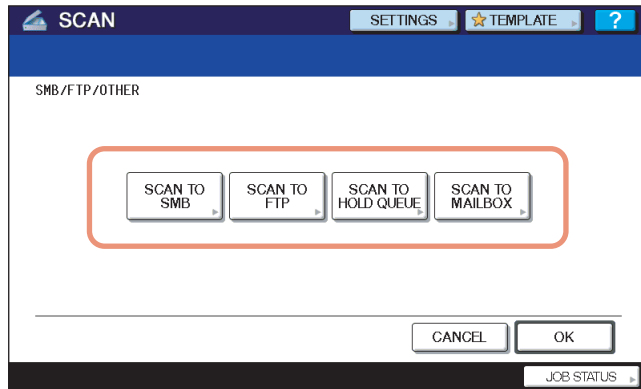 SCAN SETTINGS TEMPLATE ?
SMB/FTP/OTHER
SCAN TO SCAN TO SCAN TO SCAN TO
SMB FTP HOLD QUEUE MAILBOX
CANCEL OK
JOB STATUS